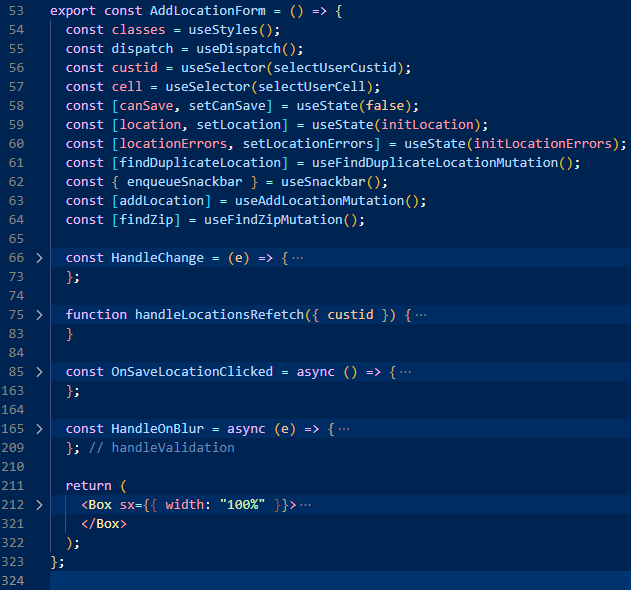 53 export const AddLocationForm = () => {
54 const classes = useStyles();
55 const dispatch = useDispatch();
56 const custid = useSelector(selectUserCustid);
57 const cell = useSelector(selectUserCell);
58 const [canSave, setCanSave] = useState(false);
59 const [location, setLocation] = useState(initLocation);
60 const [locationErrors, setLocationErrors] = useState(initLocationErrors);
61 const [findDuplicateLocation] = useFindDuplicateLocationMutation();
62 const { enqueueSnackbar } = useSnackbar();
63 const [addLocation] = useAddLocationMutation();
64 const [findZip] = useFindZipMutation();
65
66 const HandleChange = (e) => {···
73 };
74
75 function handleLocationsRefetch({ custid }) {···
83 }
84
85 const OnSaveLocationClicked = async () => {···
163 };
164
165 const HandleOnBlur = async (e) => {···
209 }; // handleValidation
210
211 return (
212 <Box sx={{ width: "100%" }}>···
321 </Box>
322 );
323 };
324